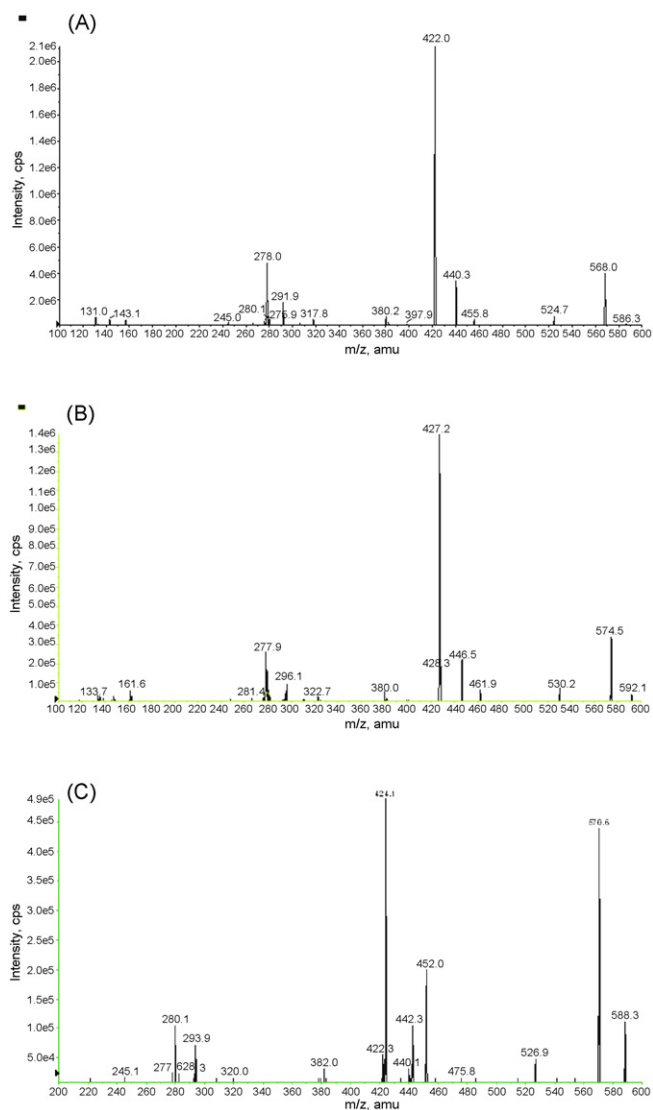 (A)
2.1e6
2.0e6
1.8e6
1.6e6
1.4e6
1.2e6
1.0e6
8.0e6
6.0e6
4.0e6
2.0e6
Intensity, cps
422.0
278.0
568.0
440.3
291.9
280.1
131.0
143.1
245.0
275.9
317.8
380.2
397.9
455.8
524.7
586.3
100 120 140 160 180 200 220 240 260 280 300 320 340 360 380 400 420 440 460 480 500 520 540 560 580 600
m/z, amu
(B)
1.4e6
1.3e6
1.2e6
1.1e6
1.0e6
9.0e5
8.0e5
7.0e5
6.0e5
5.0e5
4.0e5
3.0e5
2.0e5
1.0e5
Intensity, cps
427.2
574.5
277.9
428.3
446.5
296.1
133.7
161.6
281.4
322.7
380.0
461.9
530.2
592.1
100 120 140 160 180 200 220 240 260 280 300 320 340 360 380 400 420 440 460 480 500 520 540 560 580 600
m/z, amu
(C)
4.9e5
4.5e5
4.0e5
3.0e5
2.5e5
2.0e5
1.5e5
1.0e5
5.0e4
Intensity, cps
424.1
570.6
452.0
280.1
442.3
588.3
293.9
422.3
245.1
277
628
3
320.0
382.0
440.1
475.8
526.9
200 220 240 260 280 300 320 340 360 380 400 420 440 460 480 500 520 540 560 580 600
m/z, amu